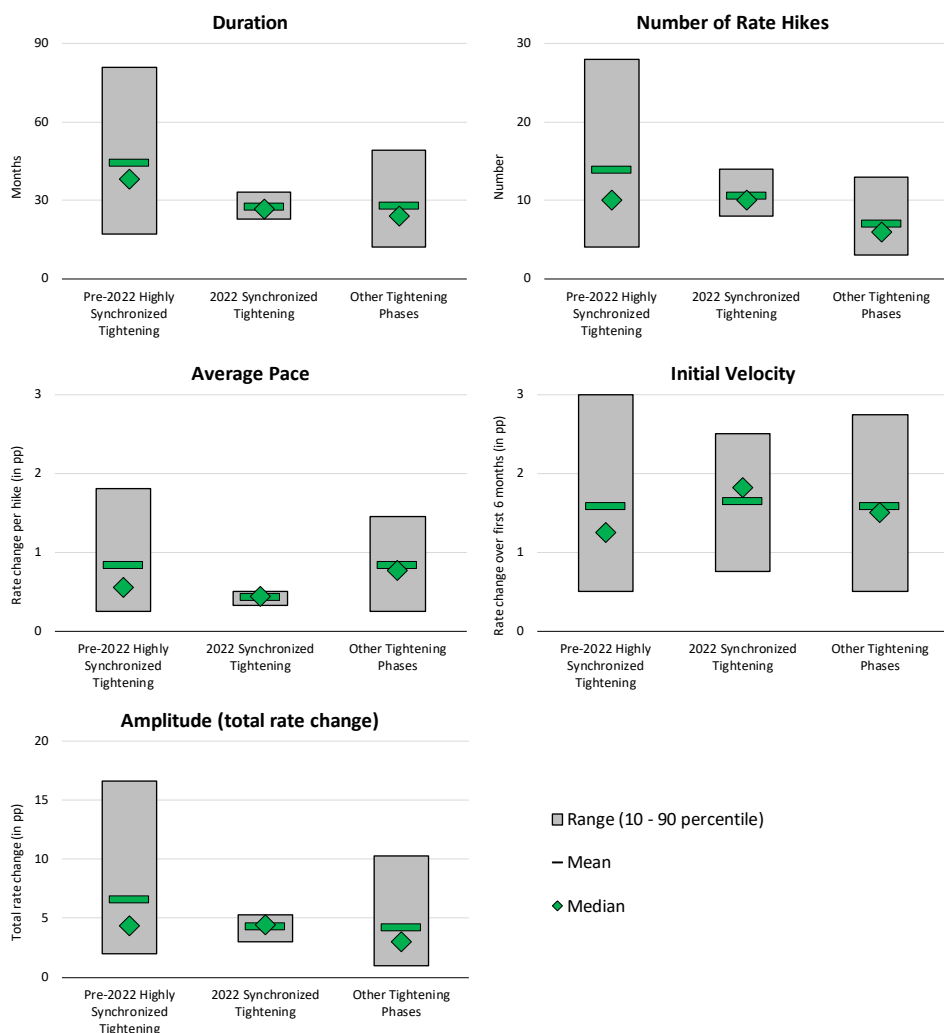 Duration
90
60
30
0
Months
Pre-2022 Highly
Synchronized
Tightening
2022 Synchronized
Tightening
Other Tightening
Phases
Number of Rate Hikes
30
20
10
0
Number
Pre-2022 Highly
Synchronized
Tightening
2022 Synchronized
Tightening
Other Tightening
Phases
Average Pace
3
2
1
0
Rate change per hike (in pp)
Pre-2022 Highly
Synchronized
Tightening
2022 Synchronized
Tightening
Other Tightening
Phases
Initial Velocity
3
2
1
0
Rate change over first 6 months (in pp)
Pre-2022 Highly
Synchronized
Tightening
2022 Synchronized
Tightening
Other Tightening
Phases
Amplitude (total rate change)
20
15
10
5
0
Total rate change (in pp)
Pre-2022 Highly
Synchronized
Tightening
2022 Synchronized
Tightening
Other Tightening
Phases
Range (10 - 90 percentile)
Mean
Median